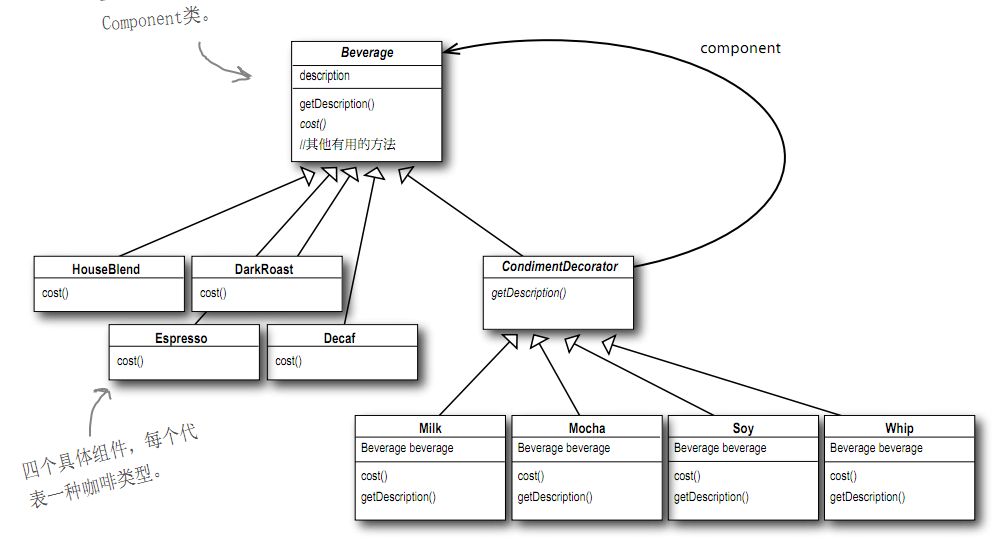 Component类。
component
Beverage
description
getDescription()
cost()
//其他有用的方法
HouseBlend
cost()
DarkRoast
cost()
CondimentDecorator
getDescription()
Espresso
cost()
Decaf
cost()
四个具体组件，每个代
表一种咖啡类型。
Milk
Beverage beverage
cost()
getDescription()
Mocha
Beverage beverage
cost()
getDescription()
Soy
Beverage beverage
cost()
getDescription()
Whip
Beverage beverage
cost()
getDescription()